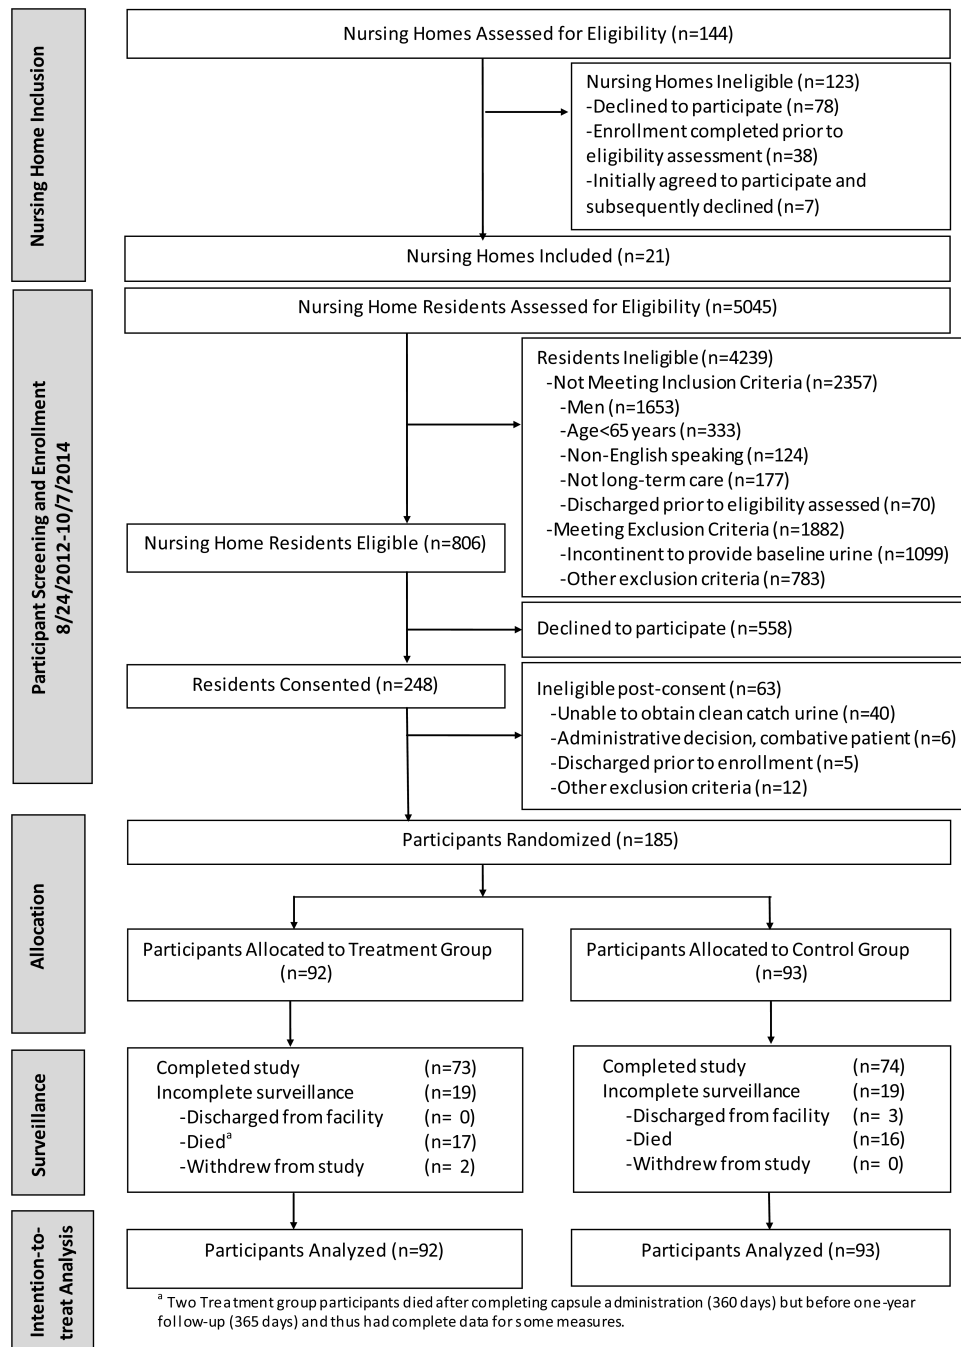 Nursing Home Inclusion
Nursing Homes Assessed for Eligibility (n=144)
Nursing Homes Ineligible (n=123)
-Declined to participate (n=78)
-Enrollment completed prior to
eligibility assessment (n=38)
-Initially agreed to participate and
subsequently declined (n=7)
Nursing Homes Included (n=21)
Participant Screening and Enrollment
8/24/2012-10/7/2014
Nursing Home Residents Assessed for Eligibility (n=5045)
Residents Ineligible (n=4239)
-Not Meeting Inclusion Criteria (n=2357)
-Men (n=1653)
-Age<65 years (n=333)
-Non-English speaking (n=124)
-Not long-term care (n=177)
-Discharged prior to eligibility assessed (n=70)
-Meeting Exclusion Criteria (n=1882)
-Incontinent to provide baseline urine (n=1099)
-Other exclusion criteria (n=783)
Nursing Home Residents Eligible (n=806)
Declined to participate (n=558)
Residents Consented (n=248)
Ineligible post-consent (n=63)
-Unable to obtain clean catch urine (n=40)
-Administrative decision, combative patient (n=6)
-Discharged prior to enrollment (n=5)
-Other exclusion criteria (n=12)
Allocation
Participants Randomized (n=185)
Participants Allocated to Treatment Group
(n=92)
Participants Allocated to Control Group
(n=93)
Surveillance
Completed study (n=73)
Incomplete surveillance (n=19)
-Discharged from facility (n= 0)
-Died^a (n=17)
-Withdrew from study (n= 2)
Completed study (n=74)
Incomplete surveillance (n=19)
-Discharged from facility (n= 3)
-Died (n=16)
-Withdrew from study (n= 0)
Intention-to-
treat Analysis
Participants Analyzed (n=92)
Participants Analyzed (n=93)
^a Two Treatment group participants died after completing capsule administration (360 days) but before one-year
follow-up (365 days) and thus had complete data for some measures.